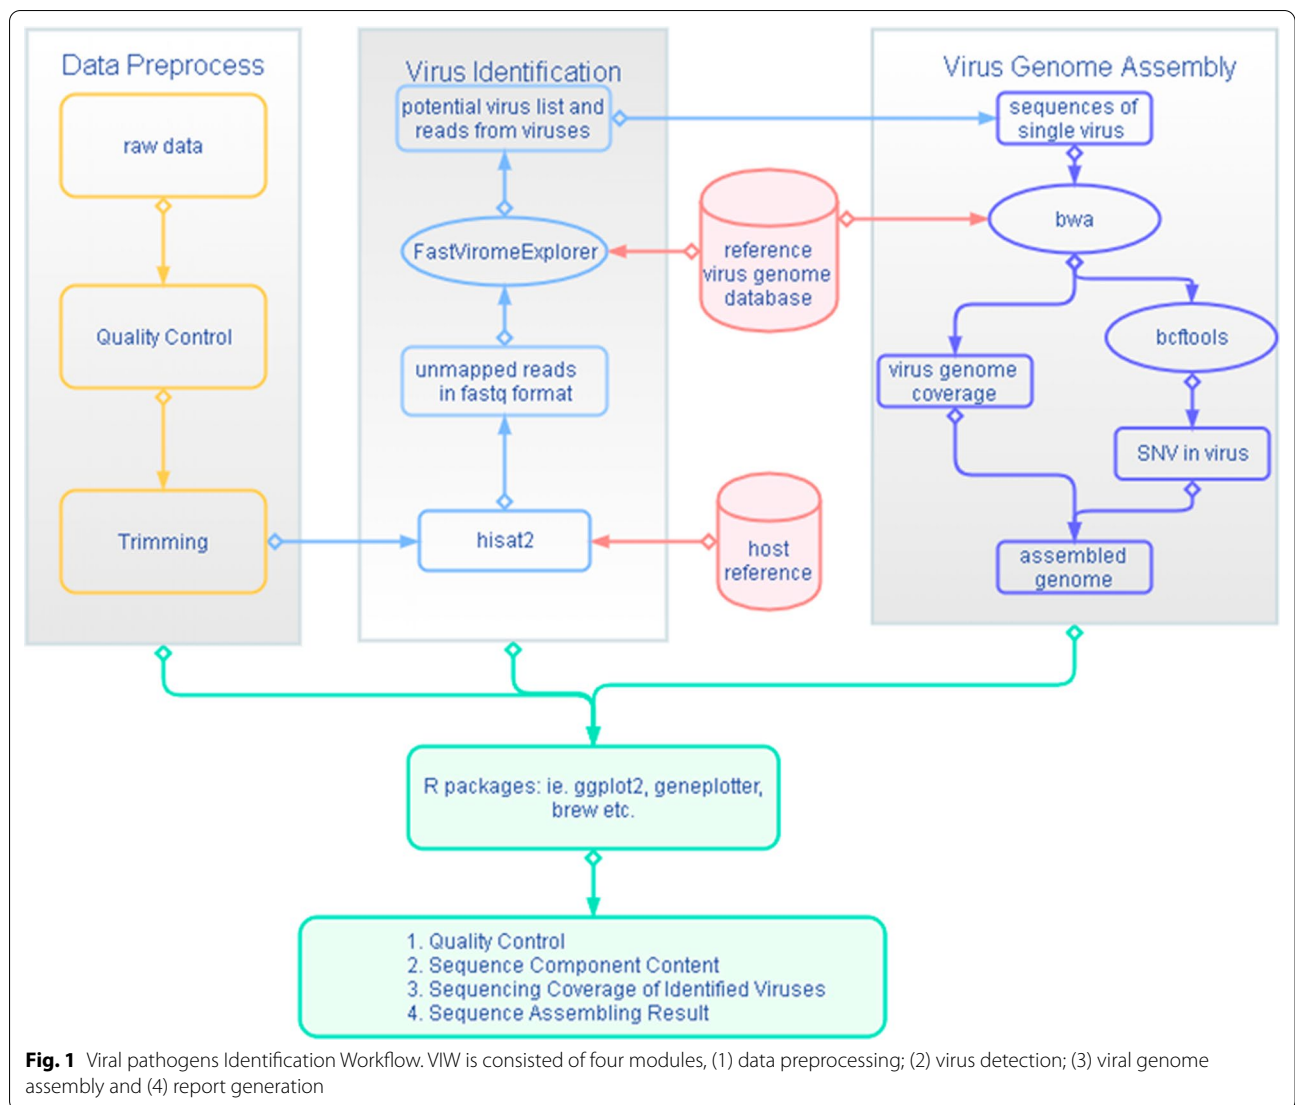 Data Preprocess
raw data
Quality Control
Trimming
Virus Identification
potential virus list and
reads from viruses
FastViromeExplorer
unmapped reads
in fastq format
hisat2
reference
virus genome
database
host
reference
Virus Genome Assembly
sequences of
single virus
bwa
bcftools
virus genome
coverage
SNV in virus
assembled
genome
R packages: ie. ggplot2, geneplotter,
brew etc.
1. Quality Control
2. Sequence Component Content
3. Sequencing Coverage of Identified Viruses
4. Sequence Assembling Result
Fig. 1 Viral pathogens Identification Workflow. VIW is consisted of four modules, (1) data preprocessing; (2) virus detection; (3) viral genome
assembly and (4) report generation